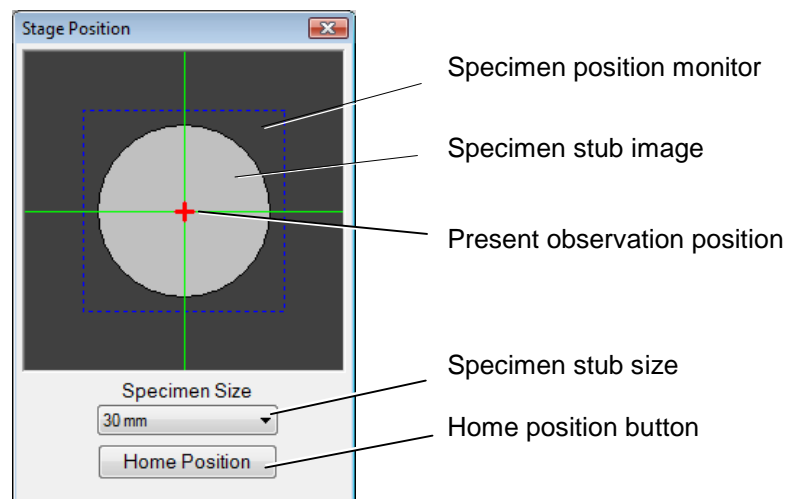 Stage Position
Specimen position monitor
Specimen stub image
Present observation position
Specimen stub size
Specimen Size
30 mm
Home position button
Home Position